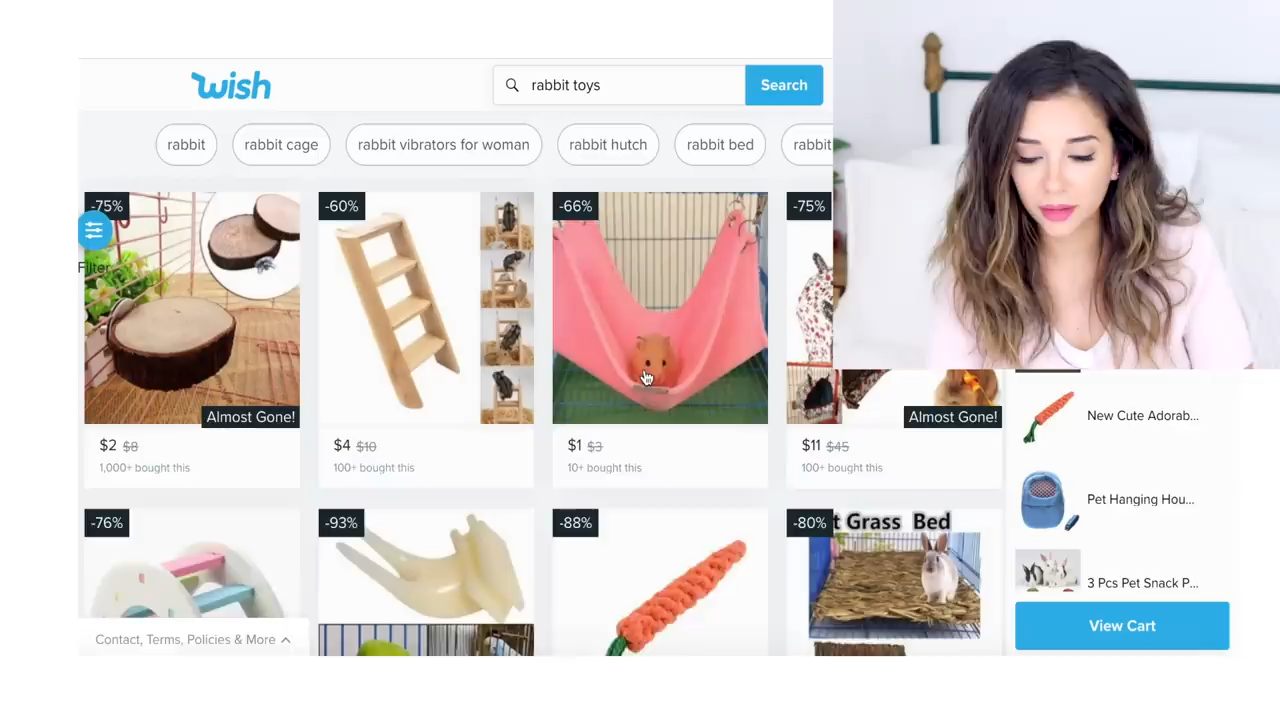 wish
rabbit toys
Search
rabbit
rabbit cage
rabbit vibrators for woman
rabbit hutch
rabbit bed
rabbit
-75%
-60%
-66%
-75%
Filter
Almost Gone!
Almost Gone!
$2 $8
$4 $10
$1 $3
$11 $45
1,000+ bought this
100+ bought this
10+ bought this
100+ bought this
New Cute Adorab...
Pet Hanging Hou...
3 Pcs Pet Snack P...
-76%
-93%
-88%
-80%
t Grass Bed
Contact, Terms, Policies & More
View Cart